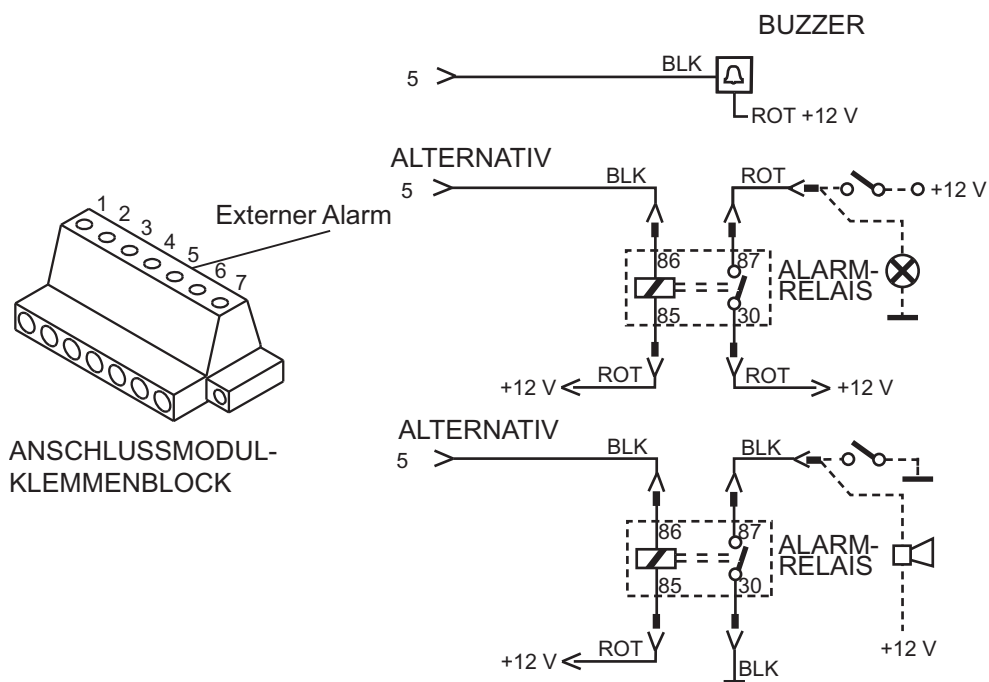 BUZZER
BLK
5
ROT +12 V
ALTERNATIV
5
BLK
ROT
+12 V
1
2
3
4
5
6
7
Externer Alarm
86
87
ALARM-
RELAIS
85
30
+12 V
ROT
ROT
+12 V
ANSCHLUSSMODUL-
KLEMMENBLOCK
ALTERNATIV
5
BLK
BLK
86
87
ALARM-
RELAIS
85
30
+12 V
ROT
BLK
+12 V